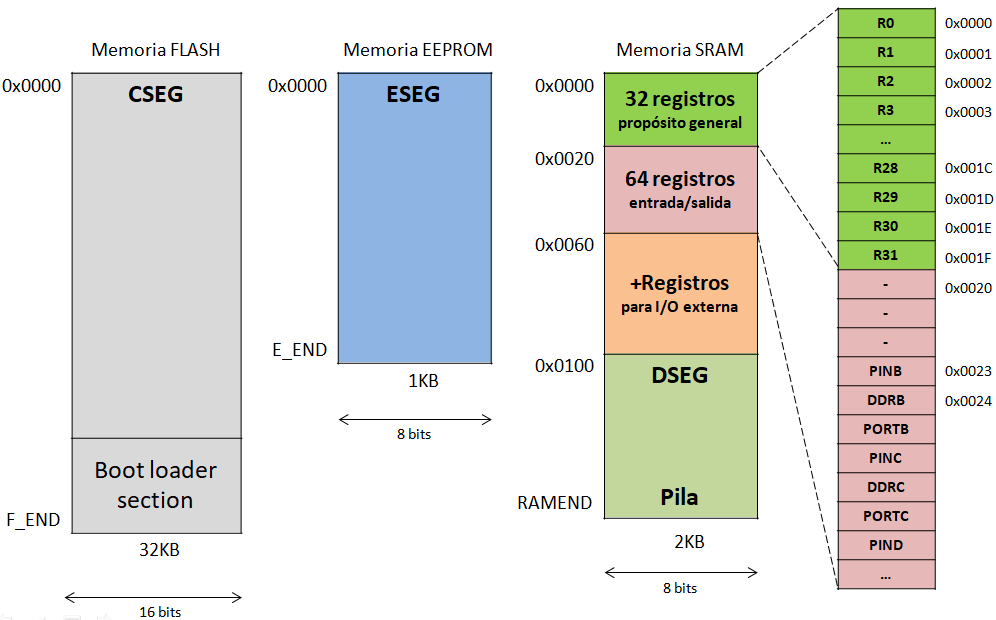 Memoria FLASH
0x0000
CSEG
Boot loader
section
F_END
32KB
16 bits
Memoria EEPROM
0x0000
ESEG
E_END
1KB
8 bits
Memoria SRAM
0x0000
32 registros
propósito general
0x0020
64 registros
entrada/salida
0x0060
+Registros
para I/O externa
0x0100
DSEG
RAMEND
Pila
2KB
8 bits
R0 0x0000
R1 0x0001
R2 0x0002
R3 0x0003
...
R28 0x001C
R29 0x001D
R30 0x001E
R31 0x001F
- 0x0020
-
-
PINB 0x0023
DDRB 0x0024
PORTB
PINC
DDRC
PORTC
PIND
...